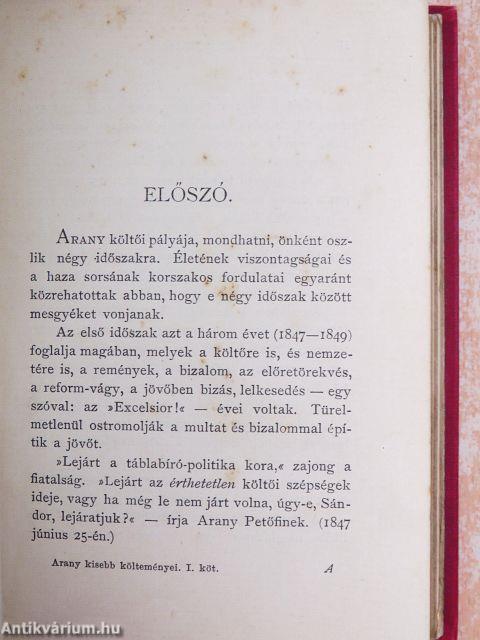 ELŐSZÓ.
ARANY költői pályája, mondhatni, önként osz-
lik négy időszakra. Életének viszontagságai és
a haza sorsának korszakos fordulatai egyaránt
közrehatottak abban, hogy e négy időszak között
mesgyéket vonjanak.
Az első időszak azt a három évet (1847—1849)
foglalja magában, melyek a költőre is, és nemze-
tére is, a remények, a bizalom, az előretörekvés,
a reform-vágy, a jövőben bizás, lelkesedés — egy
szóval: az »Excelsior!« — évei voltak. Türel-
metlenül ostromolják a multat és bizalommal épí-
tik a jövőt.
»Lejárt a táblabíró-politika kora,« zajong a
fiatalság. »Lejárt az érthetetlen költői szépségek
ideje, vagy ha még le nem járt volna, úgy-e, Sán-
dor, lejáratjuk?« — írja Arany Petőfinek. (1847
június 25-én.)
Arany kisebb költeményei. I. köt. A
Antikvárium.hu